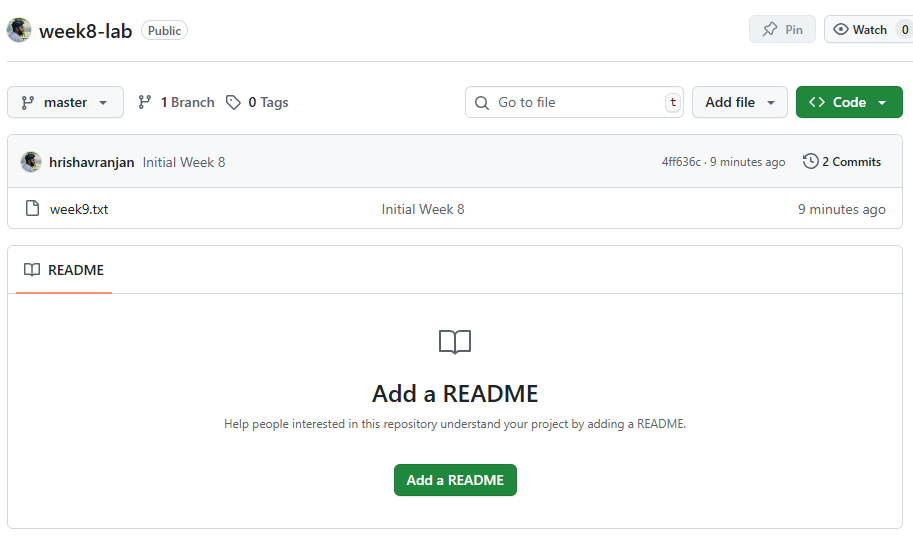 week8-lab Public Pin Watch 0
master 1 Branch 0 Tags Go to file t Add file Code
hrishavranjan Initial Week 8 4ff636c · 9 minutes ago 2 Commits
week9.txt Initial Week 8 9 minutes ago
README
Add a README
Help people interested in this repository understand your project by adding a README.
Add a README